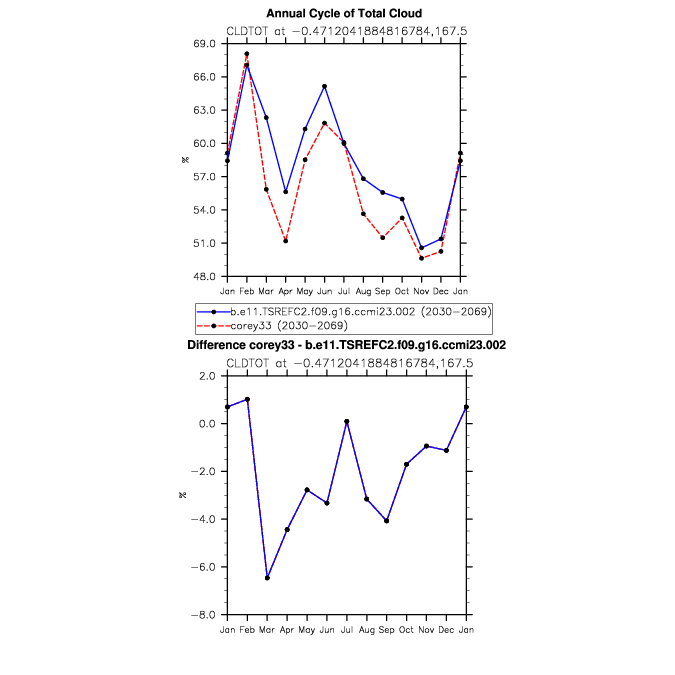 Annual Cycle of Total Cloud
CLDTOT at −0.4712041884816784,167.5
69.0
66.0
63.0
60.0
57.0
54.0
51.0
48.0
%
Jan Feb Mar Apr May Jun Jul Aug Sep Oct Nov Dec Jan
b.e11.TSREFC2.f09.g16.ccmi23.002 (2030−2069)
corey33 (2030−2069)
Difference corey33 - b.e11.TSREFC2.f09.g16.ccmi23.002
CLDTOT at −0.4712041884816784,167.5
2.0
0.0
−2.0
−4.0
−6.0
−8.0
%
Jan Feb Mar Apr May Jun Jul Aug Sep Oct Nov Dec Jan